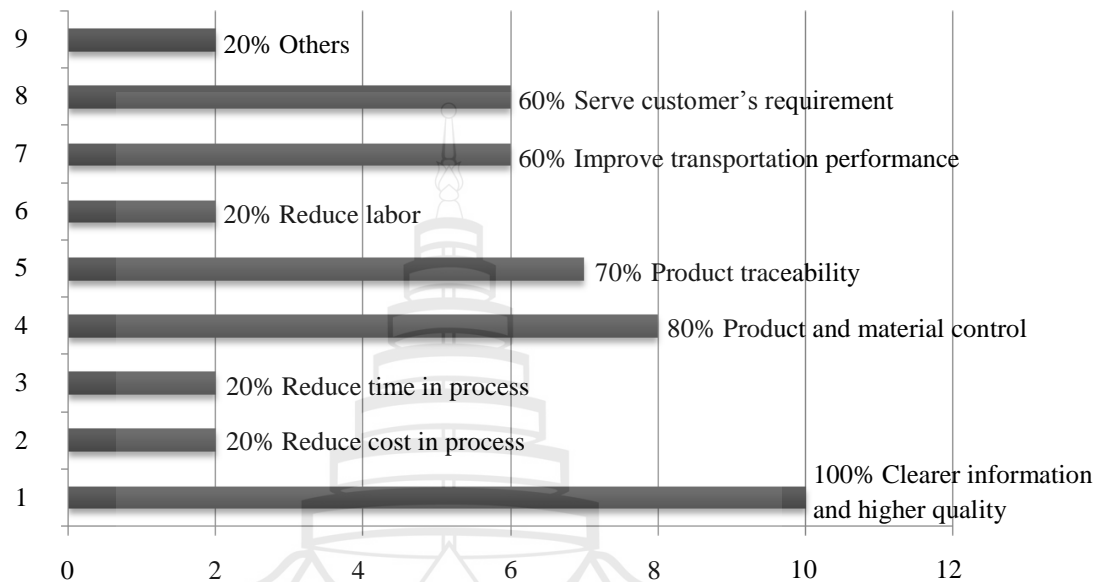 9
20% Others
8
60% Serve customer’s requirement
7
60% Improve transportation performance
6
20% Reduce labor
5
70% Product traceability
4
80% Product and material control
3
20% Reduce time in process
2
20% Reduce cost in process
1
100% Clearer information
and higher quality
0 2 4 6 8 10 12